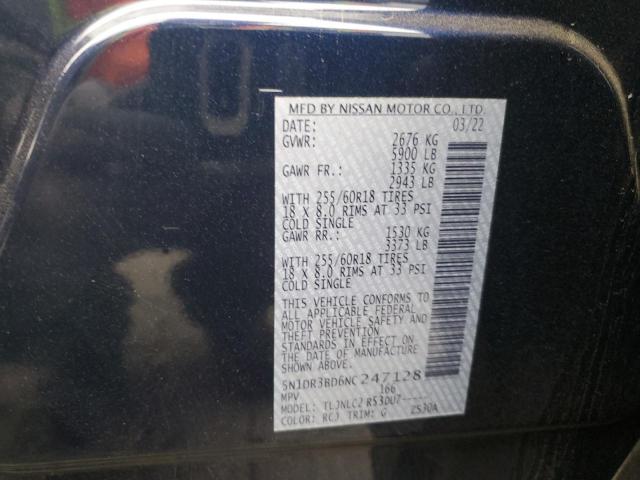 MFD BY NISSAN MOTOR CO., LTD.
DATE: 03/22
GVWR: 2676 KG
5900 LB
GAWR FR.: 1335 KG
2943 LB
WITH 255/60R18 TIRES
18 X 8.0 RIMS AT 33 PSI
COLD SINGLE
GAWR RR.: 1530 KG
3373 LB
WITH 255/60R18 TIRES
18 X 8.0 RIMS AT 33 PSI
COLD SINGLE
THIS VEHICLE CONFORMS TO
ALL APPLICABLE FEDERAL
MOTOR VEHICLE SAFETY AND
THEFT PREVENTION
STANDARDS IN EFFECT ON
THE DATE OF MANUFACTURE
5N1DR3BD6NC247128
MPV 166
MODEL: TLJNLC2 R53DU7-----
COLOR: RCJ TRIM: G 2530A